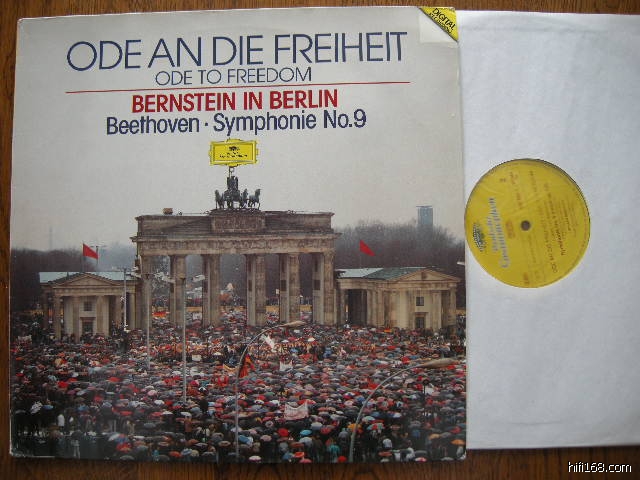 ODE AN DIE FREIHEIT
ODE TO FREEDOM
BERNSTEIN IN BERLIN
Beethoven · Symphonie No.9
DIGITAL
hifi168.com